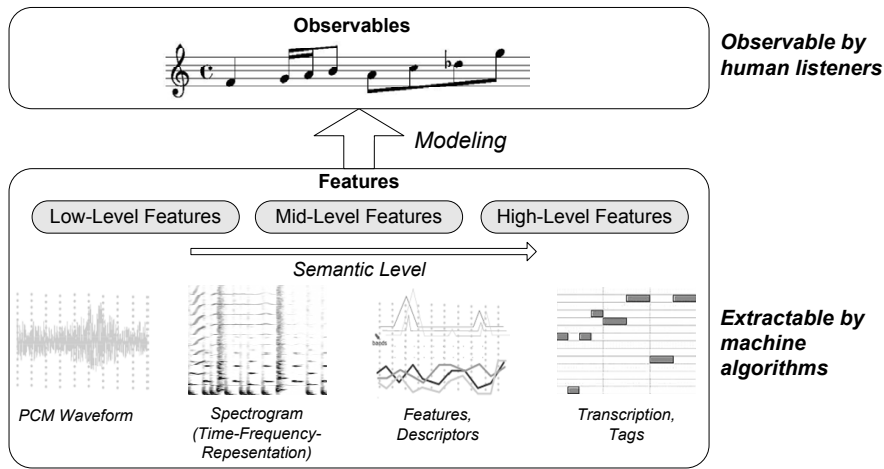 Observables
Observable by
human listeners
Modeling
Features
Low-Level Features
Mid-Level Features
High-Level Features
Semantic Level
bands
Extractable by
machine
algorithms
PCM Waveform
Spectrogram
(Time-Frequency-
Repesentation)
Features,
Descriptors
Transcription,
Tags